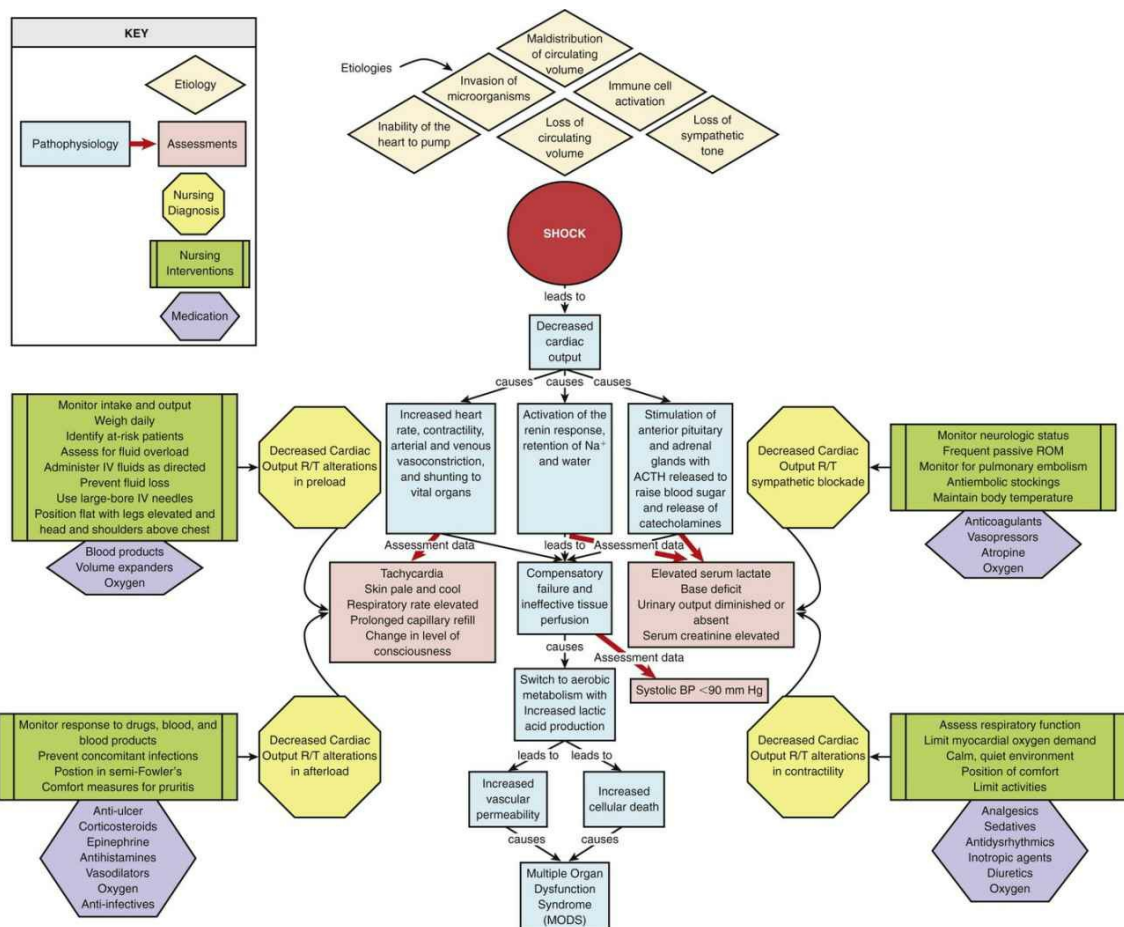 KEY
Etiology
Pathophysiology
Assessments
Nursing
Diagnosis
Nursing
Interventions
Medication
Etiologies
Maldistribution
of circulating
volume
Invasion of
microorganisms
Immune cell
activation
Inability of the
heart to pump
Loss of
circulating
volume
Loss of
sympathetic
tone
SHOCK
leads to
Decreased
cardiac
output
causes
causes
causes
Increased heart
rate, contractility,
arterial and venous
vasoconstriction,
and shunting to
vital organs
Activation of the
renin response,
retention of Na+
and water
Stimulation of
anterior pituitary
and adrenal
glands with
ACTH released to
raise blood sugar
and release of
catecholamines
Monitor intake and output
Weigh daily
Identify at-risk patients
Assess for fluid overload
Administer IV fluids as directed
Prevent fluid loss
Use large-bore IV needles
Position flat with legs elevated and
head and shoulders above chest
Blood products
Volume expanders
Oxygen
Decreased Cardiac
Output R/T alterations
in preload
Decreased Cardiac
Output R/T
sympathetic blockade
Monitor neurologic status
Frequent passive ROM
Monitor for pulmonary embolism
Antiembolic stockings
Maintain body temperature
Anticoagulants
Vasopressors
Atropine
Oxygen
Assessment data
leads to
Assessment data
Tachycardia
Skin pale and cool
Respiratory rate elevated
Prolonged capillary refill
Change in level of
consciousness
Compensatory
failure and
ineffective tissue
perfusion
Elevated serum lactate
Base deficit
Urinary output diminished or
absent
Serum creatinine elevated
causes
Assessment data
Systolic BP <90 mm Hg
Switch to aerobic
metabolism with
Increased lactic
acid production
leads to
leads to
Increased
vascular
permeability
Increased
cellular death
causes
causes
Multiple Organ
Dysfunction
Syndrome
(MODS)
Monitor response to drugs, blood, and
blood products
Prevent concomitant infections
Postion in semi-Fowler's
Comfort measures for pruritis
Anti-ulcer
Corticosteroids
Epinephrine
Antihistamines
Vasodilators
Oxygen
Anti-infectives
Decreased Cardiac
Output R/T alterations
in afterload
Decreased Cardiac
Output R/T alterations
in contractility
Assess respiratory function
Limit myocardial oxygen demand
Calm, quiet environment
Position of comfort
Limit activities
Analgesics
Sedatives
Antidysrhythmics
Inotropic agents
Diuretics
Oxygen